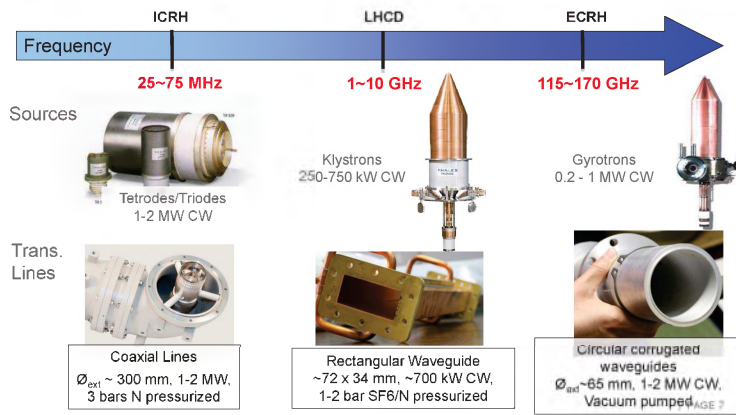 ICRH LHCD ECRH
Frequency
25~75 MHz 1~10 GHz 115~170 GHz
Sources
Tetrodes/Triodes
1-2 MW CW
Klystrons
250-750 kW CW
THALES
Gyrotrons
0.2 - 1 MW CW
Trans.
Lines
Coaxial Lines
Øext ~ 300 mm, 1-2 MW,
3 bars N pressurized
Rectangular Waveguide
~72 x 34 mm, ~700 kW CW,
1-2 bar SF6/N pressurized
Circular corrugated
waveguides
Øext~65 mm, 1-2 MW CW,
Vacuum pumped
PAGE 7